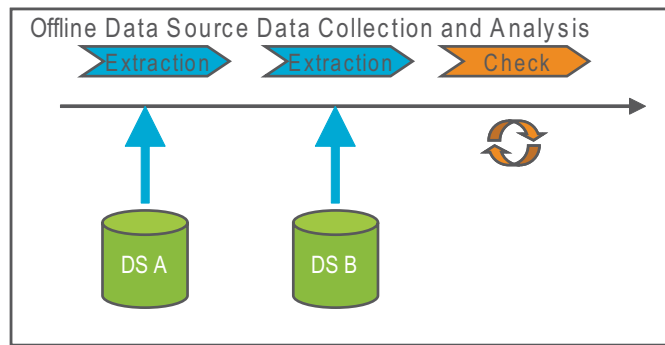 Offline Data Source Data Collection and Analysis
Extraction
Extraction
Check
DS A
DS B